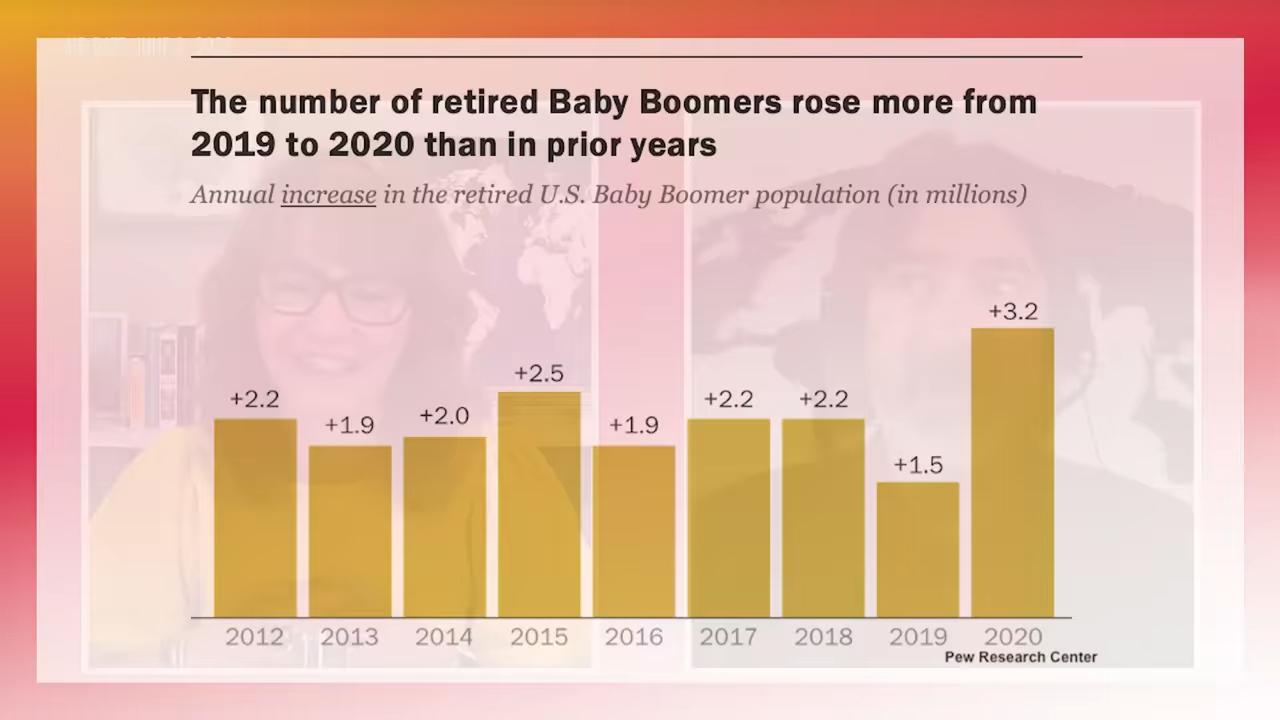 The number of retired Baby Boomers rose more from
2019 to 2020 than in prior years
Annual increase in the retired U.S. Baby Boomer population (in millions)
+2.2 +1.9 +2.0 +2.5 +1.9 +2.2 +2.2 +1.5 +3.2
2012 2013 2014 2015 2016 2017 2018 2019 2020
Pew Research Center